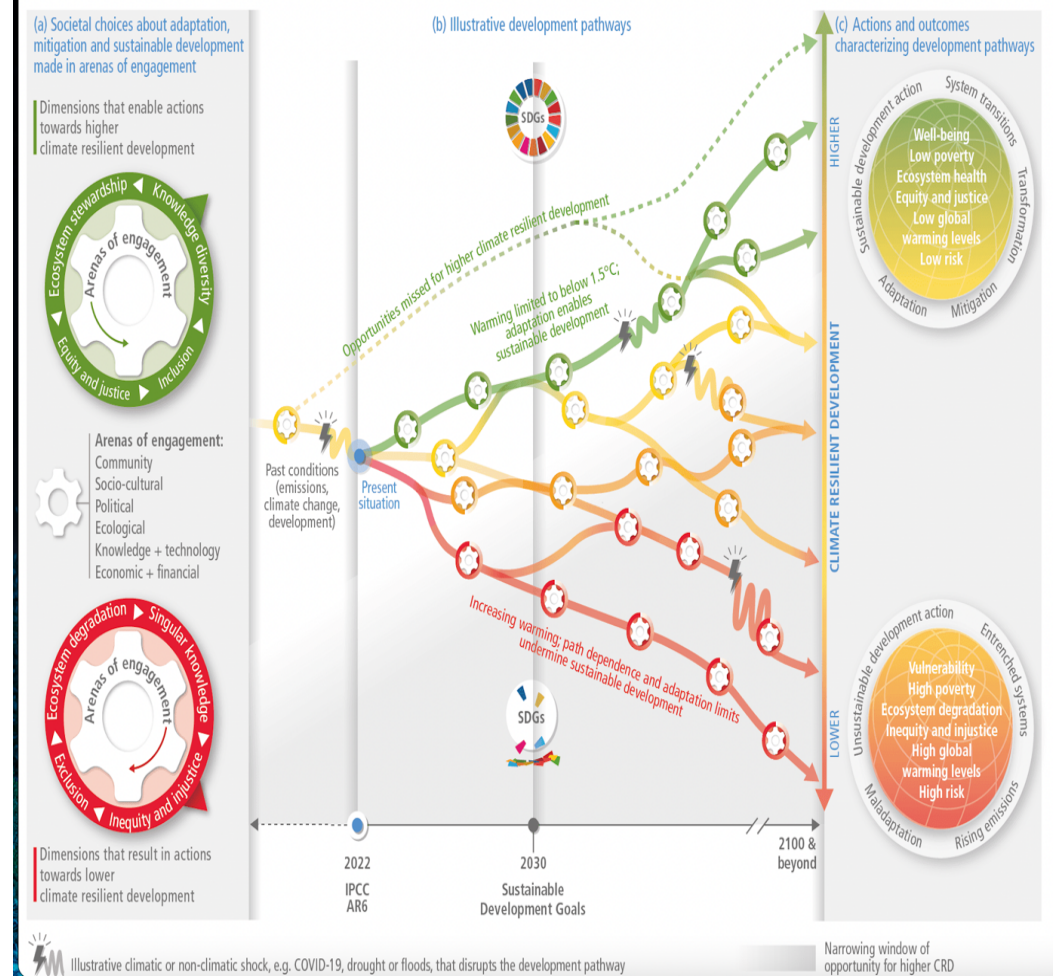 (a) Societal choices about adaptation,
mitigation and sustainable development
made in arenas of engagement
Dimensions that enable actions
towards higher
climate resilient development
Ecosystem stewardship
Knowledge diversity
Inclusion
Equity and justice
Arenas of engagement
Arenas of engagement:
Community
Socio-cultural
Political
Ecological
Knowledge + technology
Economic + financial
Ecosystem degradation
Singular knowledge
Inequity and injustice
Exclusion
Arenas of engagement
Dimensions that result in actions
towards lower
climate resilient development
(b) Illustrative development pathways
SDGs
Opportunities missed for higher climate resilient development
Warming limited to below 1.5°C;
adaptation enables
sustainable development
Past conditions
(emissions,
climate change,
development)
Present
situation
Increasing warming; path dependence and adaptation limits
undermine sustainable development
SDGs
2022
IPCC
AR6
2030
Sustainable
Development Goals
2100 &
beyond
HIGHER
CLIMATE RESILIENT DEVELOPMENT
LOWER
(c) Actions and outcomes
characterizing development pathways
Sustainable development action
System transitions
Transformation
Mitigation
Adaptation
Well-being
Low poverty
Ecosystem health
Equity and justice
Low global
warming levels
Low risk
Unsustainable development action
Entrenched systems
Rising emissions
Maladaptation
Vulnerability
High poverty
Ecosystem degradation
Inequity and injustice
High global
warming levels
High risk
Illustrative climatic or non-climatic shock, e.g. COVID-19, drought or floods, that disrupts the development pathway
Narrowing window of
opportunity for higher CRD